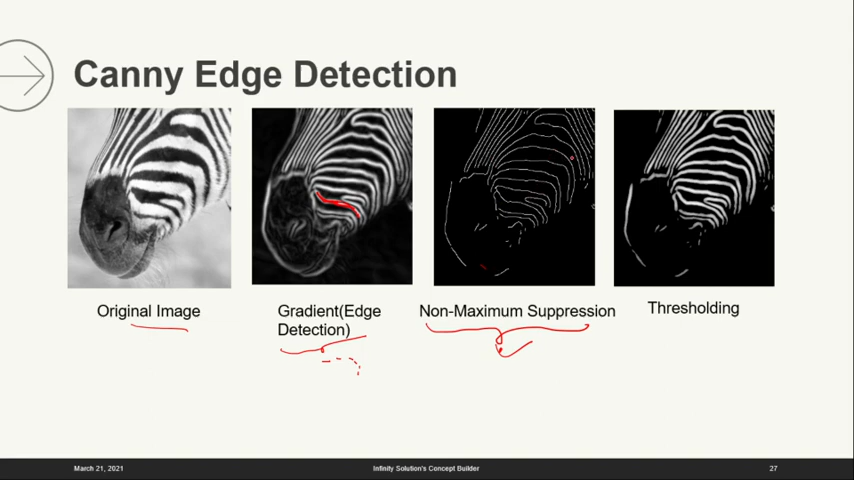 Canny Edge Detection
Original Image
Gradient(Edge
Detection)
Non-Maximum Suppression
Thresholding
March 21, 2021
Infinity Solution's Concept Builder
27